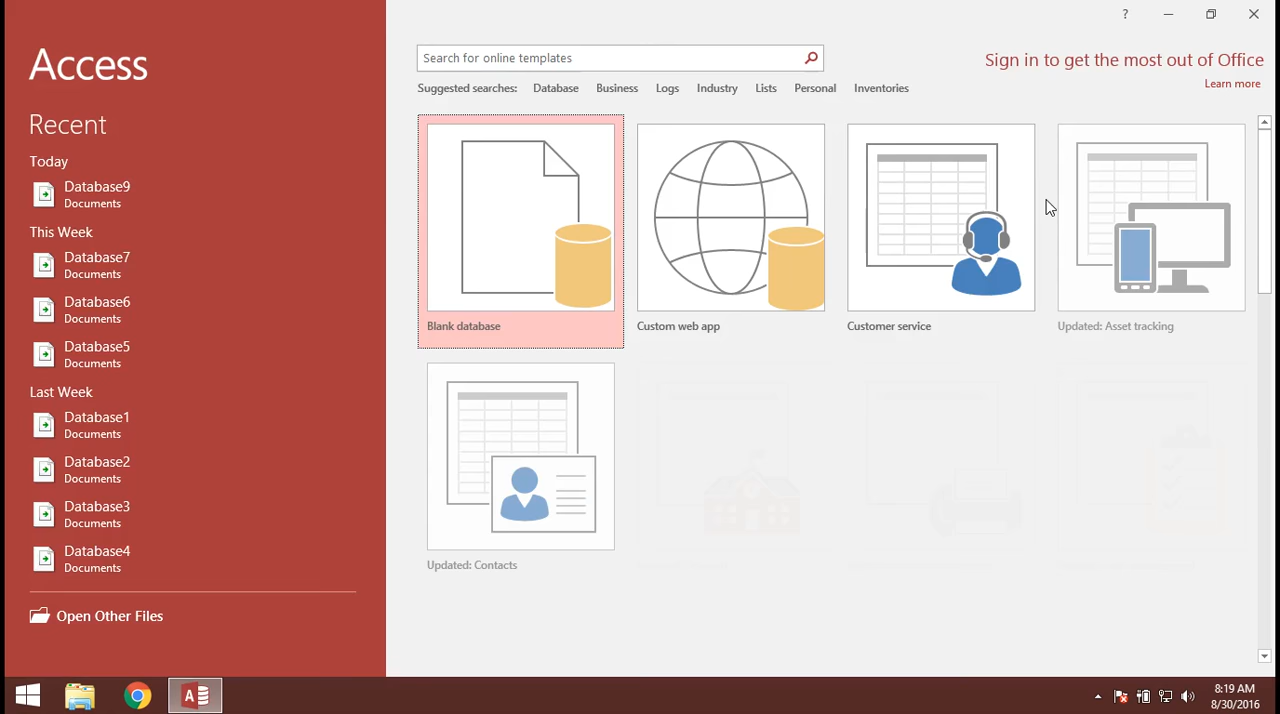 Access
Recent
Today
Database9
Documents
This Week
Database7
Documents
Database6
Documents
Database5
Documents
Last Week
Database1
Documents
Database2
Documents
Database3
Documents
Database4
Documents
Open Other Files
?
Search for online templates
Sign in to get the most out of Office
Learn more
Suggested searches: Database Business Logs Industry Lists Personal Inventories
Blank database
Custom web app
Customer service
Updated: Asset tracking
Updated: Contacts
A
8:19 AM
8/30/2016